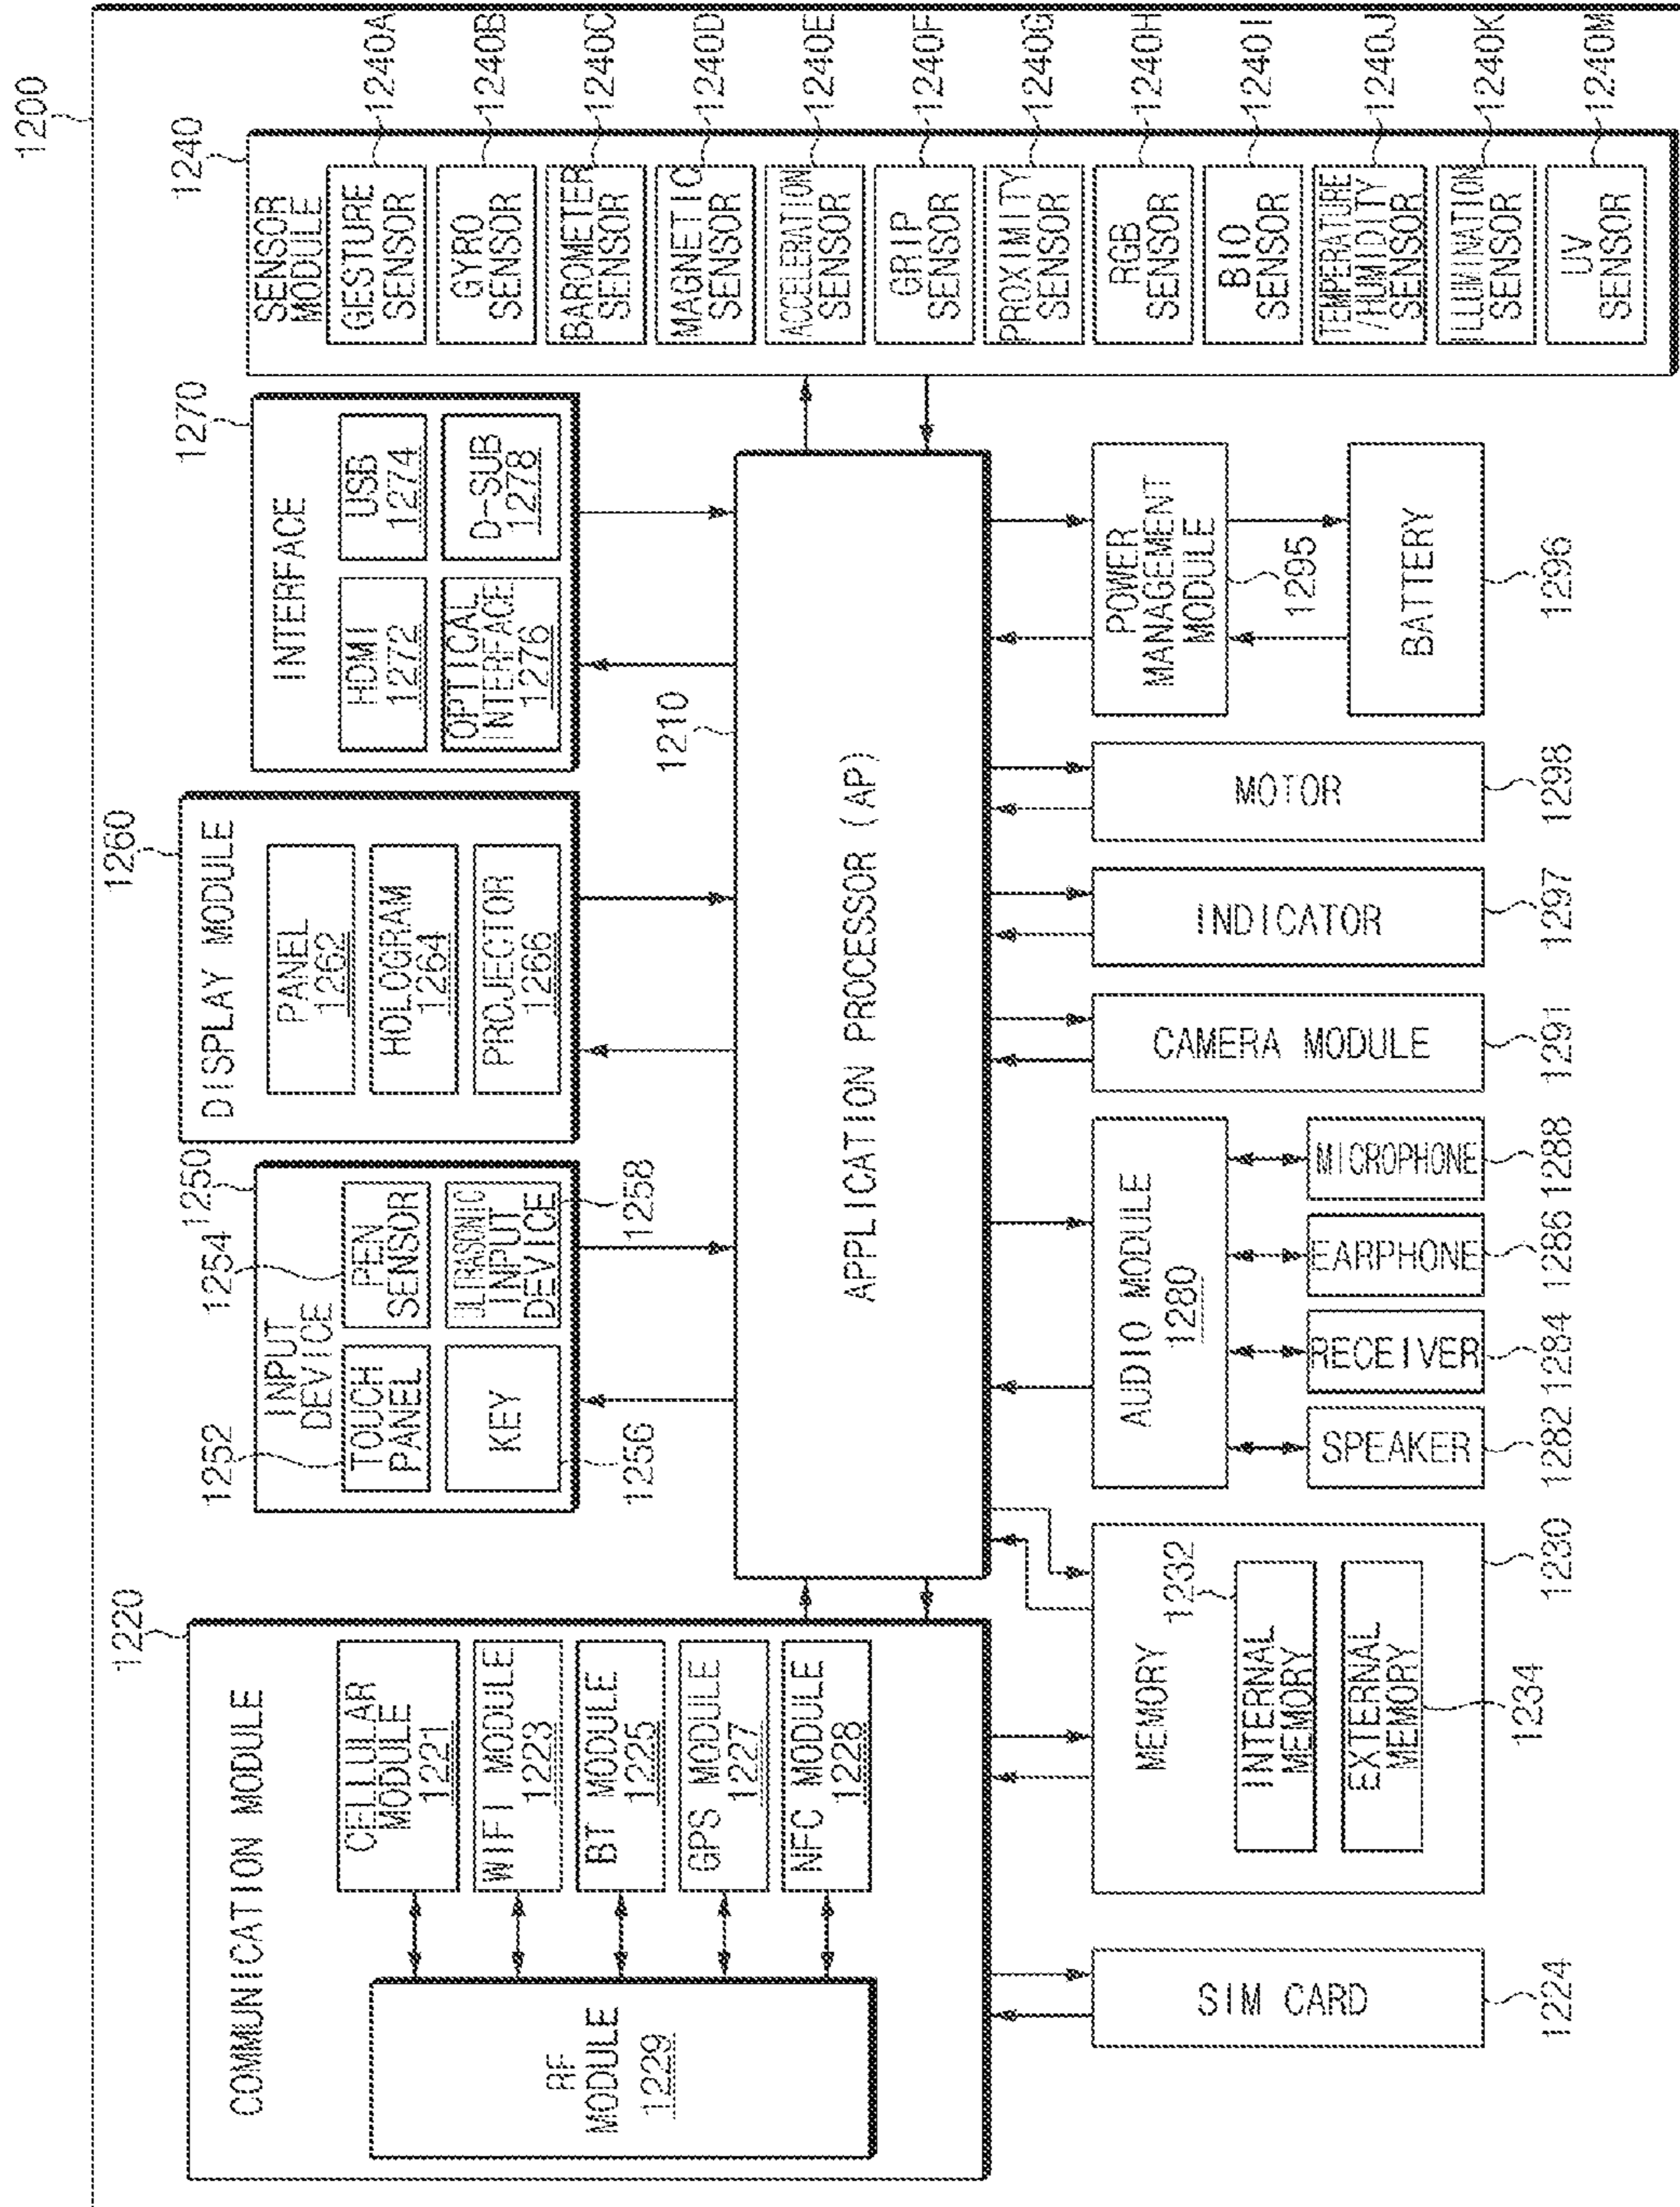 1200
1220
COMMUNICATION MODULE
RF
MODULE
1229
CELLULAR
MODULE
1221
WIFI MODULE
1223
BT MODULE
1225
GPS MODULE
1227
NFC MODULE
1228
1250
INPUT
DEVICE
1252
TOUCH
PANEL
1254
PEN
SENSOR
KEY
1256
ULTRASONIC
INPUT
DEVICE
1258
1260
DISPLAY MODULE
PANEL
1262
HOLOGRAM
1264
PROJECTOR
1266
1270
INTERFACE
HDMI
1272
USB
1274
OPTICAL
INTERFACE
1276
D-SUB
1278
1240
SENSOR
MODULE
GESTURE
SENSOR
1240A
GYRO
SENSOR
1240B
BAROMETER
SENSOR
1240C
MAGNETIC
SENSOR
1240D
ACCELERATION
SENSOR
1240E
GRIP
SENSOR
1240F
PROXIMITY
SENSOR
1240G
RGB
SENSOR
1240H
BIO
SENSOR
1240I
TEMPERATURE
/HUMIDITY
SENSOR
1240J
ILLUMINATION
SENSOR
1240K
UV
SENSOR
1240M
1210
APPLICATION PROCESSOR (AP)
SIM CARD
1224
MEMORY
1232
INTERNAL
MEMORY
EXTERNAL
MEMORY
1234
1230
AUDIO MODULE
1280
SPEAKER
1282
RECEIVER
1284
EARPHONE
1286
MICROPHONE
1288
CAMERA MODULE
1291
INDICATOR
1297
MOTOR
1298
POWER
MANAGEMENT
MODULE
1295
BATTERY
1296